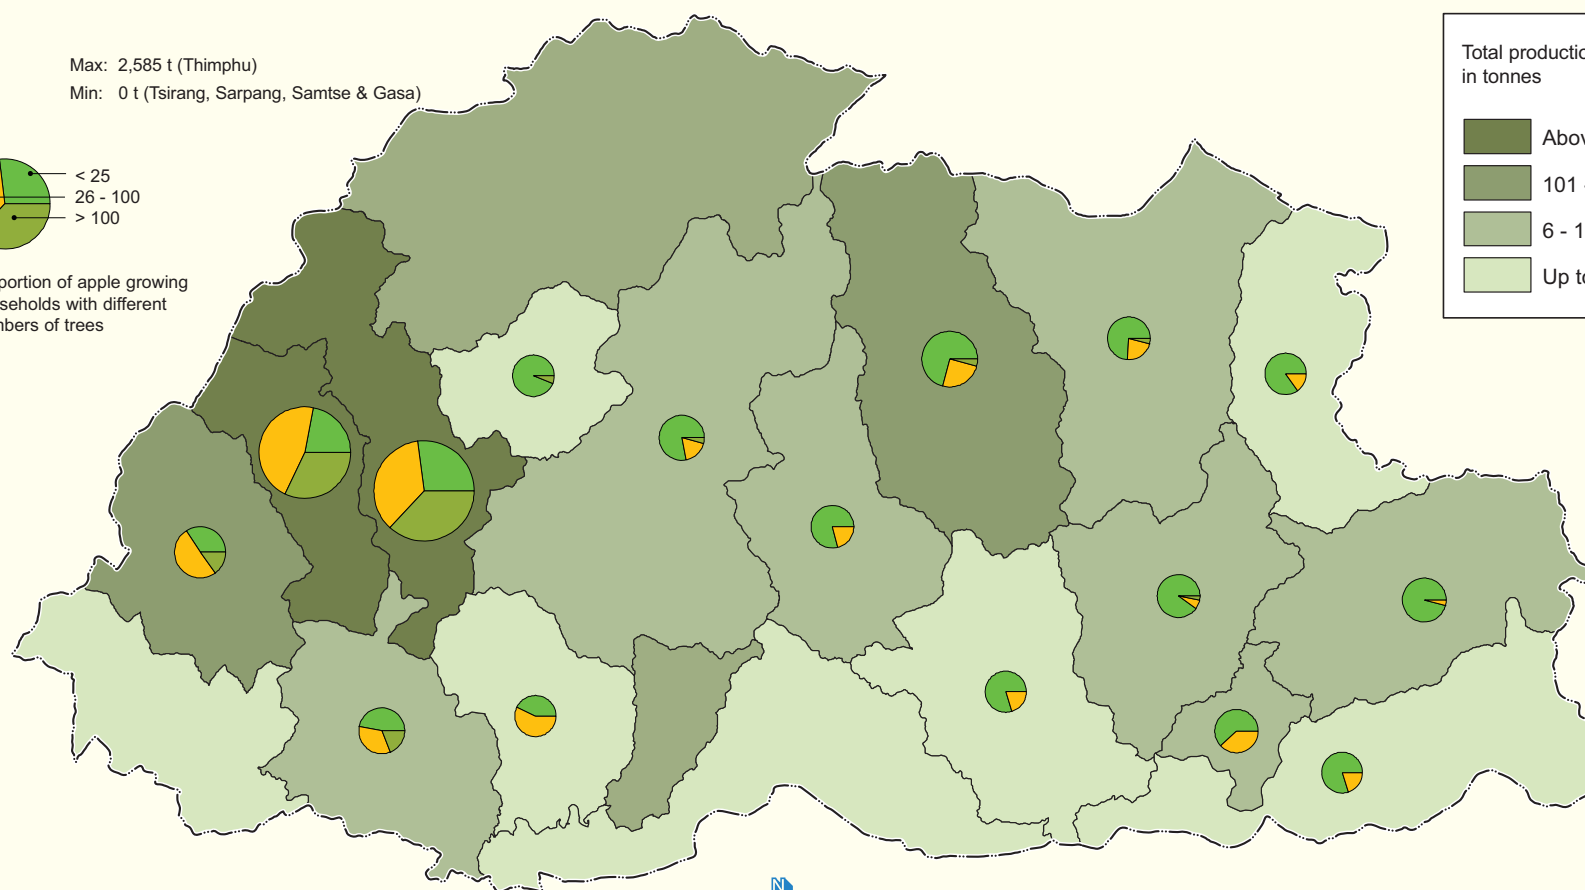 Max: 2,585 t (Thimphu)
Min: 0 t (Tsirang, Sarpang, Samtse & Gasa)
< 25
26 - 100
> 100
portion of apple growing
seholds with different
bers of trees
Total productio
in tonnes
Abov
101
6 - 1
Up to
N